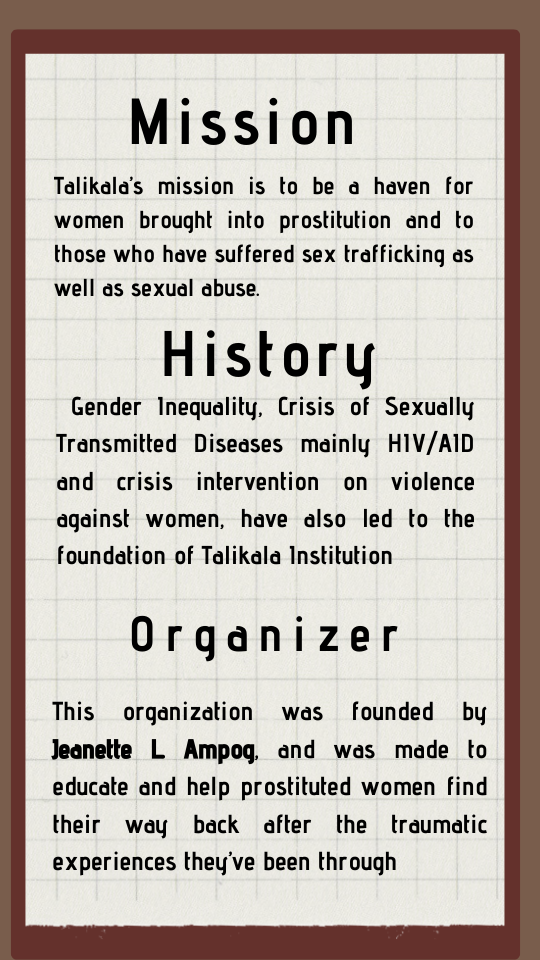 Mission
Talikala's mission is to be a haven for
women brought into prostitution and to
those who have suffered sex trafficking as
well as sexual abuse.
History
Gender Inequality, Crisis of Sexually
Transmitted Diseases mainly HIV/AID
and crisis intervention on violence
against women, have also led to the
foundation of Talikala Institution
Organizer
This organization was founded by
Jeanette L Ampog, and was made to
educate and help prostituted women find
their way back after the traumatic
experiences they've been through